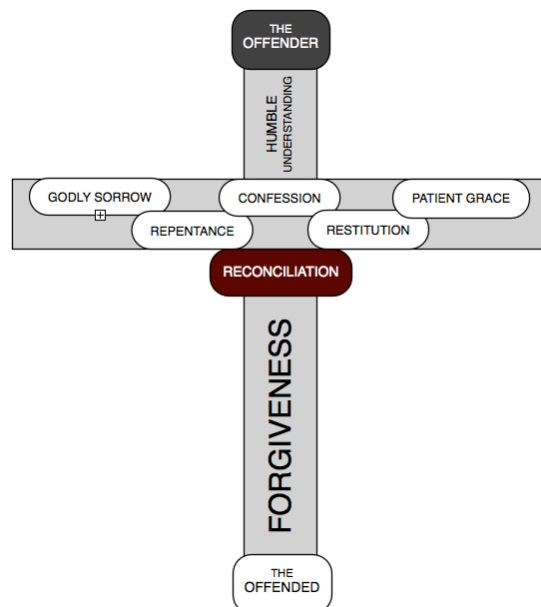 THE
OFFENDER
HUMBLE
UNDERSTANDING
GODLY SORROW
CONFESSION
PATIENT GRACE
REPENTANCE
RESTITUTION
RECONCILIATION
FORGIVENESS
THE
OFFENDED